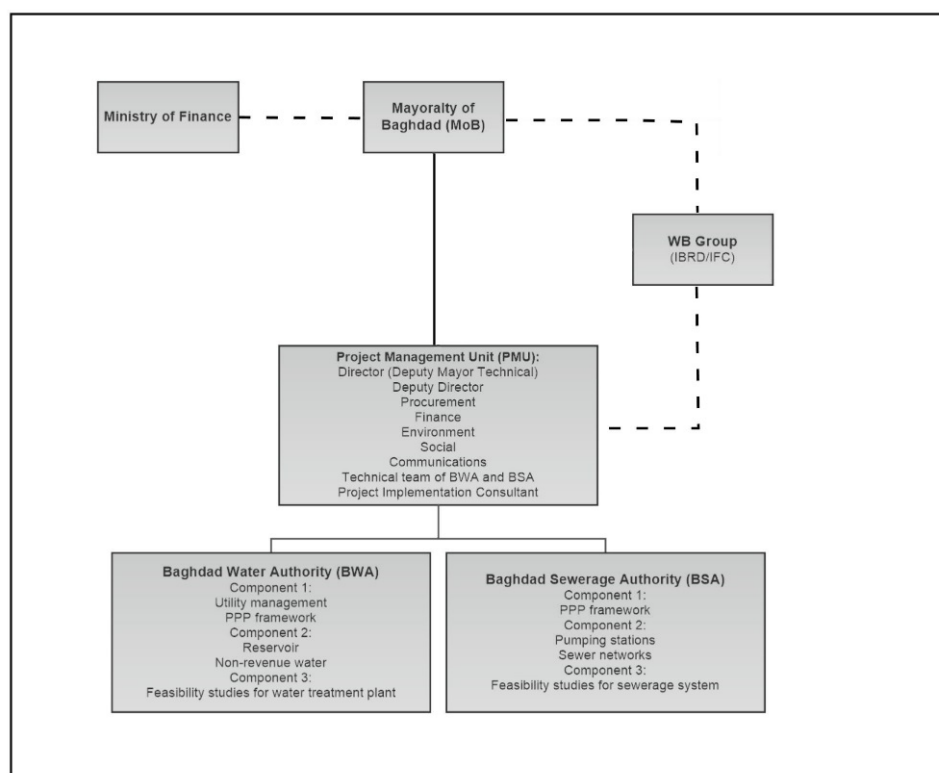 Ministry of Finance
Mayoralty of
Baghdad (MoB)
WB Group
(IBRD/IFC)
Project Management Unit (PMU):
Director (Deputy Mayor Technical)
Deputy Director
Procurement
Finance
Environment
Social
Communications
Technical team of BWA and BSA
Project Implementation Consultant
Baghdad Water Authority (BWA)
Component 1:
Utility management
PPP framework
Component 2:
Reservoir
Non-revenue water
Component 3:
Feasibility studies for water treatment plant
Baghdad Sewerage Authority (BSA)
Component 1:
PPP framework
Component 2:
Pumping stations
Sewer networks
Component 3:
Feasibility studies for sewerage system